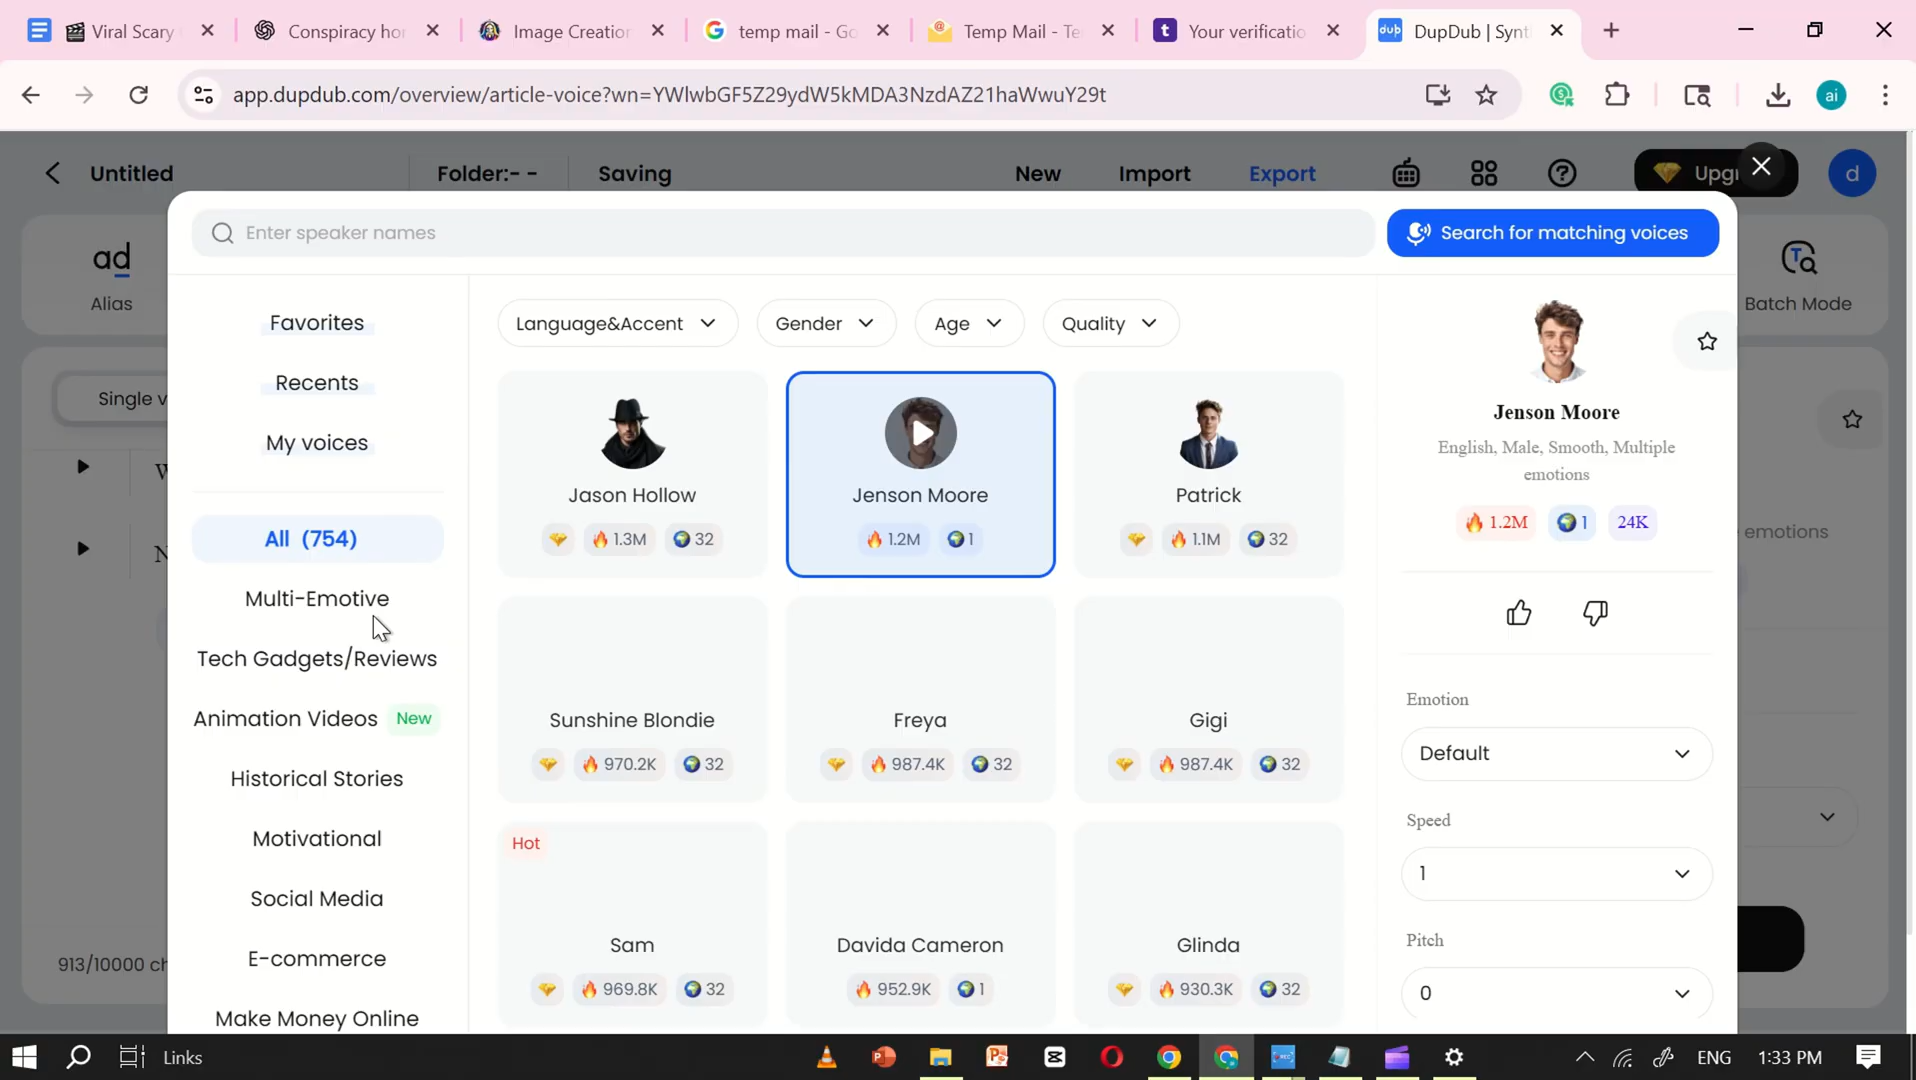 Viral Scary
Conspiracy hor
Image Creation
temp mail - Go
Temp Mail - Te
Your verificatio
DupDub | Synt
app.dupdub.com/overview/article-voice?wn=YWlwbGF5Z29ydW5kMDA3NzdAZ21haWwuY29t
ai
Untitled
Folder:- -
Saving
New
Import
Export
Upgr
d
Enter speaker names
Search for matching voices
ad
Alias
Batch Mode
Favorites
Recents
My voices
All (754)
Multi-Emotive
Tech Gadgets/Reviews
Animation Videos New
Historical Stories
Motivational
Social Media
E-commerce
Make Money Online
Language&Accent
Gender
Age
Quality
Jason Hollow
1.3M 32
Jenson Moore
1.2M 1
Patrick
1.1M 32
Sunshine Blondie
970.2K 32
Freya
987.4K 32
Gigi
987.4K 32
Hot
Sam
969.8K 32
Davida Cameron
952.9K 1
Glinda
930.3K 32
Jenson Moore
English, Male, Smooth, Multiple
emotions
1.2M 1 24K
Emotion
Default
Speed
1
Pitch
0
Single v
W
N
913/10000 ch
emotions
Links
ENG
1:33 PM